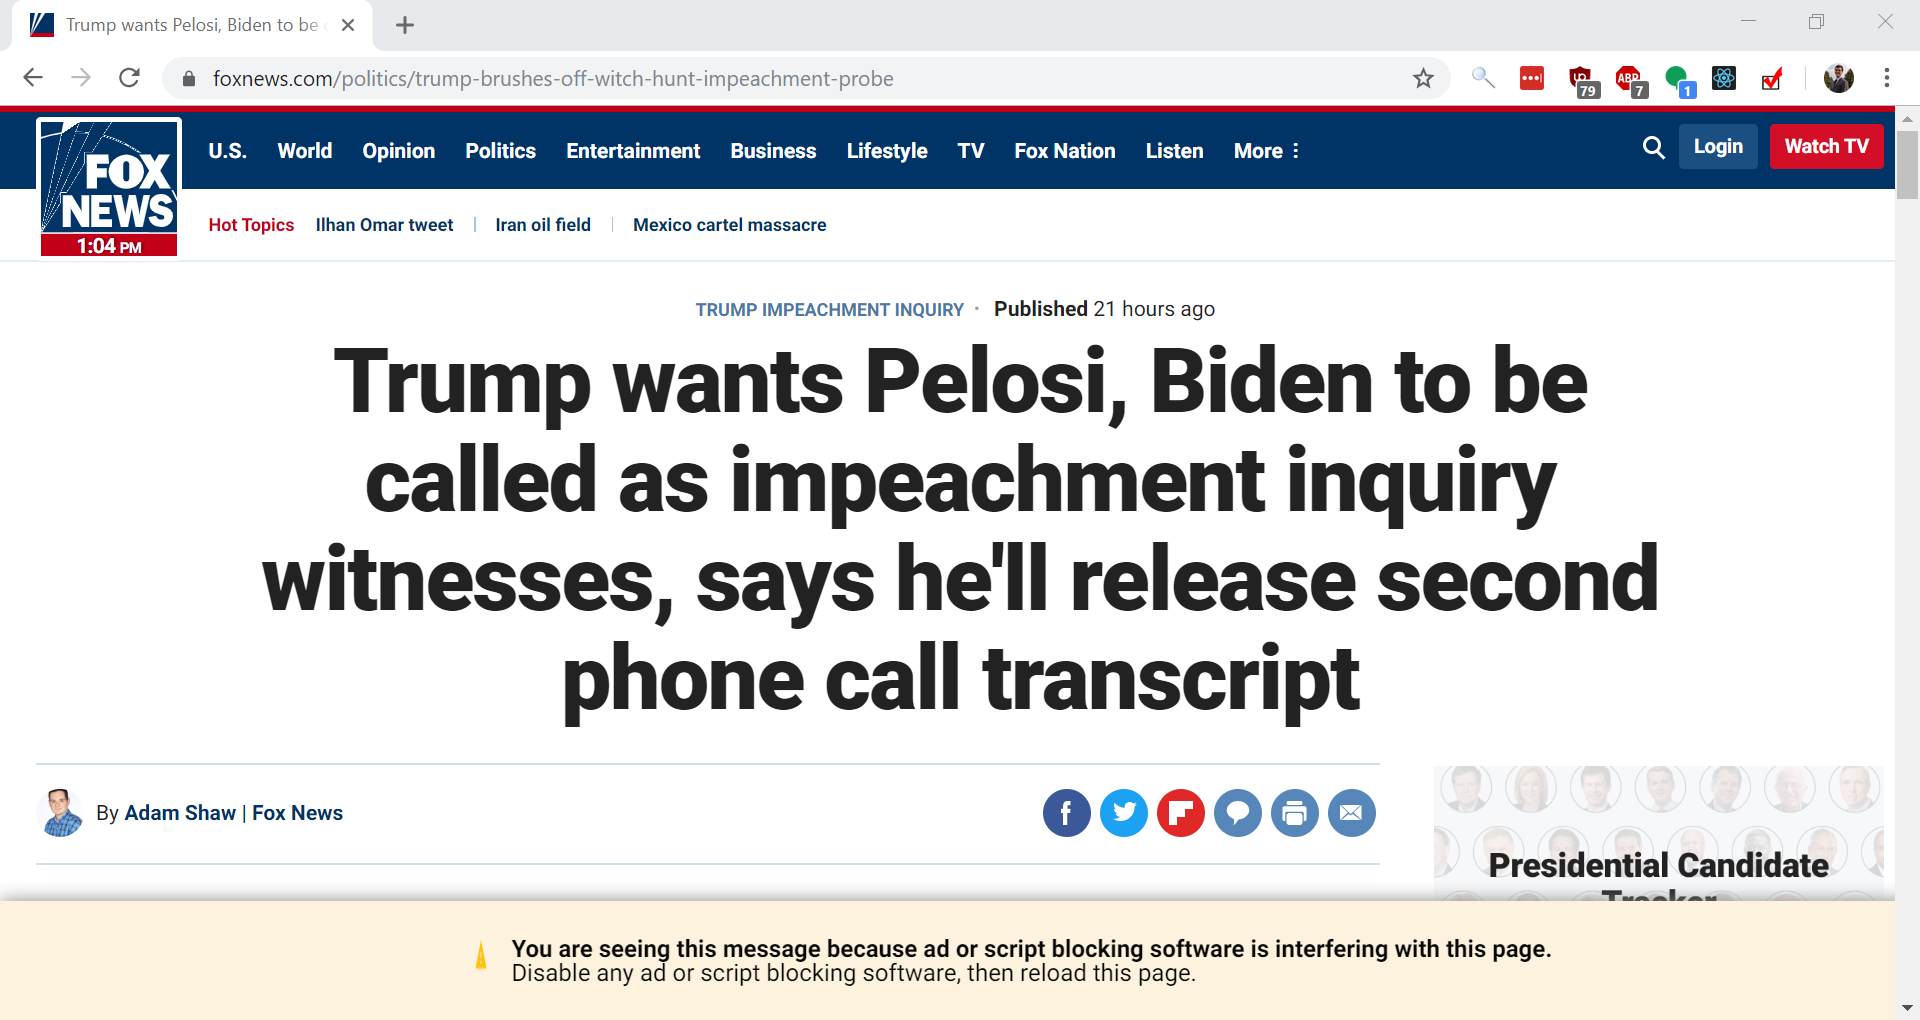 Trump wants Pelosi, Biden to be
foxnews.com/politics/trump-brushes-off-witch-hunt-impeachment-probe
79
ABP
7
1
FOX
NEWS
1:04 PM
U.S. World Opinion Politics Entertainment Business Lifestyle TV Fox Nation Listen More
Login
Watch TV
Hot Topics Ilhan Omar tweet | Iran oil field | Mexico cartel massacre
TRUMP IMPEACHMENT INQUIRY · Published 21 hours ago
Trump wants Pelosi, Biden to be
called as impeachment inquiry
witnesses, says he'll release second
phone call transcript
By Adam Shaw | Fox News
Presidential Candidate
Tracker
You are seeing this message because ad or script blocking software is interfering with this page.
Disable any ad or script blocking software, then reload this page.